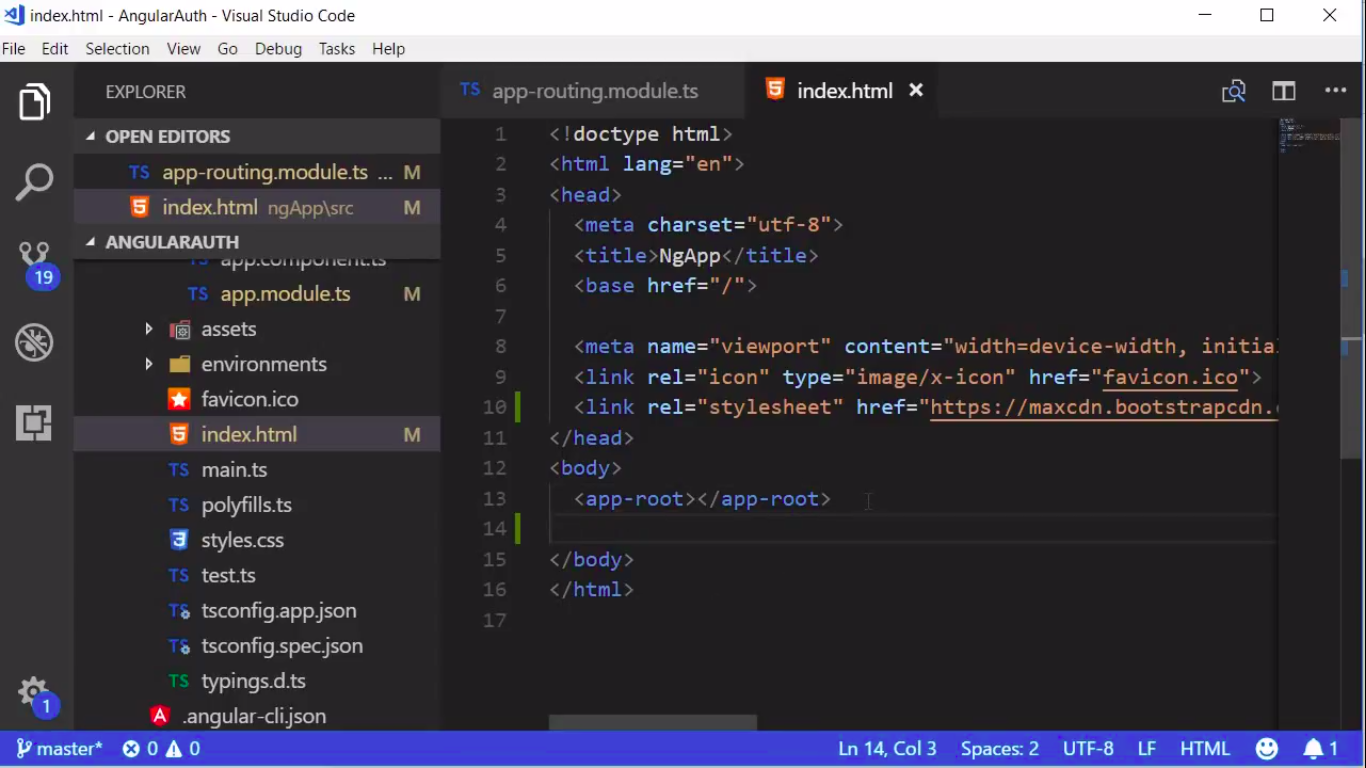 index.html - AngularAuth - Visual Studio Code
File Edit Selection View Go Debug Tasks Help
EXPLORER
OPEN EDITORS
TS app-routing.module.ts ... M
index.html ngApp\src M
ANGULARAUTH
TS app.component.ts
TS app.module.ts M
assets
environments
favicon.ico
index.html M
TS main.ts
TS polyfills.ts
styles.css
TS test.ts
TS tsconfig.app.json
TS tsconfig.spec.json
TS typings.d.ts
.angular-cli.json
19
1
TS app-routing.module.ts index.html
1 <!doctype html>
2 <html lang="en">
3 <head>
4 <meta charset="utf-8">
5 <title>NgApp</title>
6 <base href="/">
7
8 <meta name="viewport" content="width=device-width, initial
9 <link rel="icon" type="image/x-icon" href="favicon.ico">
10 <link rel="stylesheet" href="https://maxcdn.bootstrapcdn.
11 </head>
12 <body>
13 <app-root></app-root>
14
15 </body>
16 </html>
17
master* 0 0 Ln 14, Col 3 Spaces: 2 UTF-8 LF HTML 1